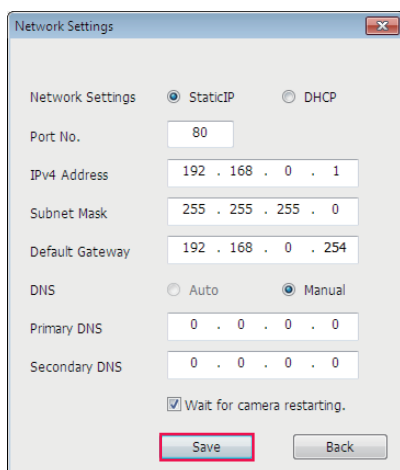 Network Settings
Network Settings StaticIP DHCP
Port No. 80
IPv4 Address 192 . 168 . 0 . 1
Subnet Mask 255 . 255 . 255 . 0
Default Gateway 192 . 168 . 0 . 254
DNS Auto Manual
Primary DNS 0 . 0 . 0 . 0
Secondary DNS 0 . 0 . 0 . 0
Wait for camera restarting.
Save Back